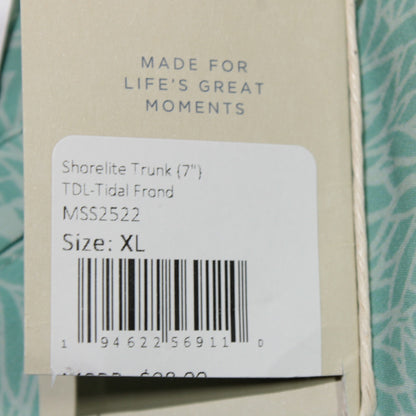 MADE FOR
LIFE'S GREAT
MOMENTS
Shorelite Trunk (7")
TDL-Tidal Frond
MSS2522
Size: XL
1 94622 56911 0